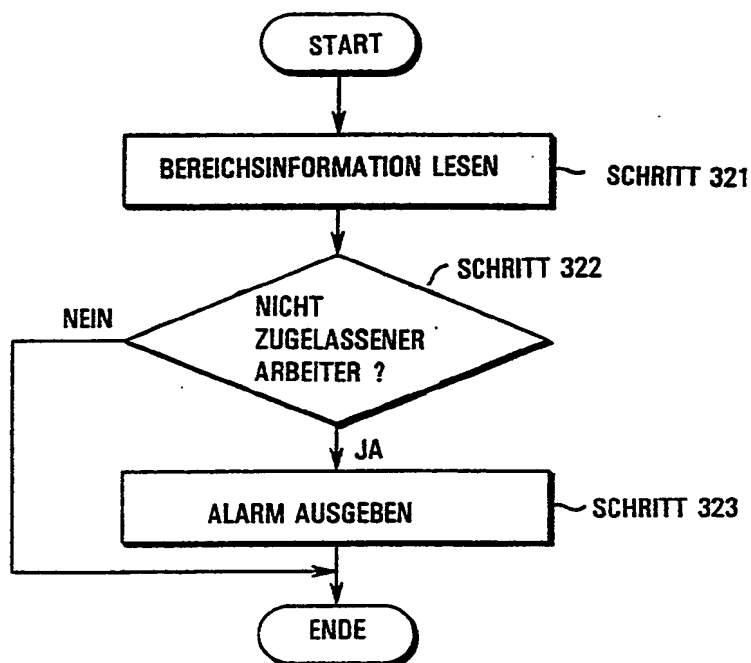 START
BEREICHSINFORMATION LESEN
SCHRITT 321
SCHRITT 322
NEIN
NICHT
ZUGELASSENER
ARBEITER ?
JA
ALARM AUSGEBEN
SCHRITT 323
ENDE